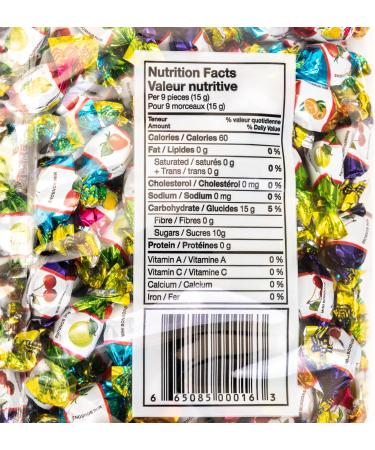 Nutrition Facts
Valeur nutritive
Per 9 pieces (15 g)
Pour 9 morceaux (15 g)
Teneur % valeur quotidienne
Amount % Daily Value
Calories / Calories 60
Fat / Lipides 0 g 0 %
Saturated / saturés 0 g
+ Trans / trans 0 g 0 %
Cholesterol / Cholestérol 0 mg 0 %
Sodium / Sodium 0 mg 0 %
Carbohydrate / Glucides 15 g 5 %
Fibre / Fibres 0 g
Sugars / Sucres 10g
Protein / Protéines 0 g
Vitamin A / Vitamine A 0 %
Vitamin C / Vitamine C 0 %
Calcium / Calcium 0 %
Iron / Fer 0 %
6 65085 00016 3